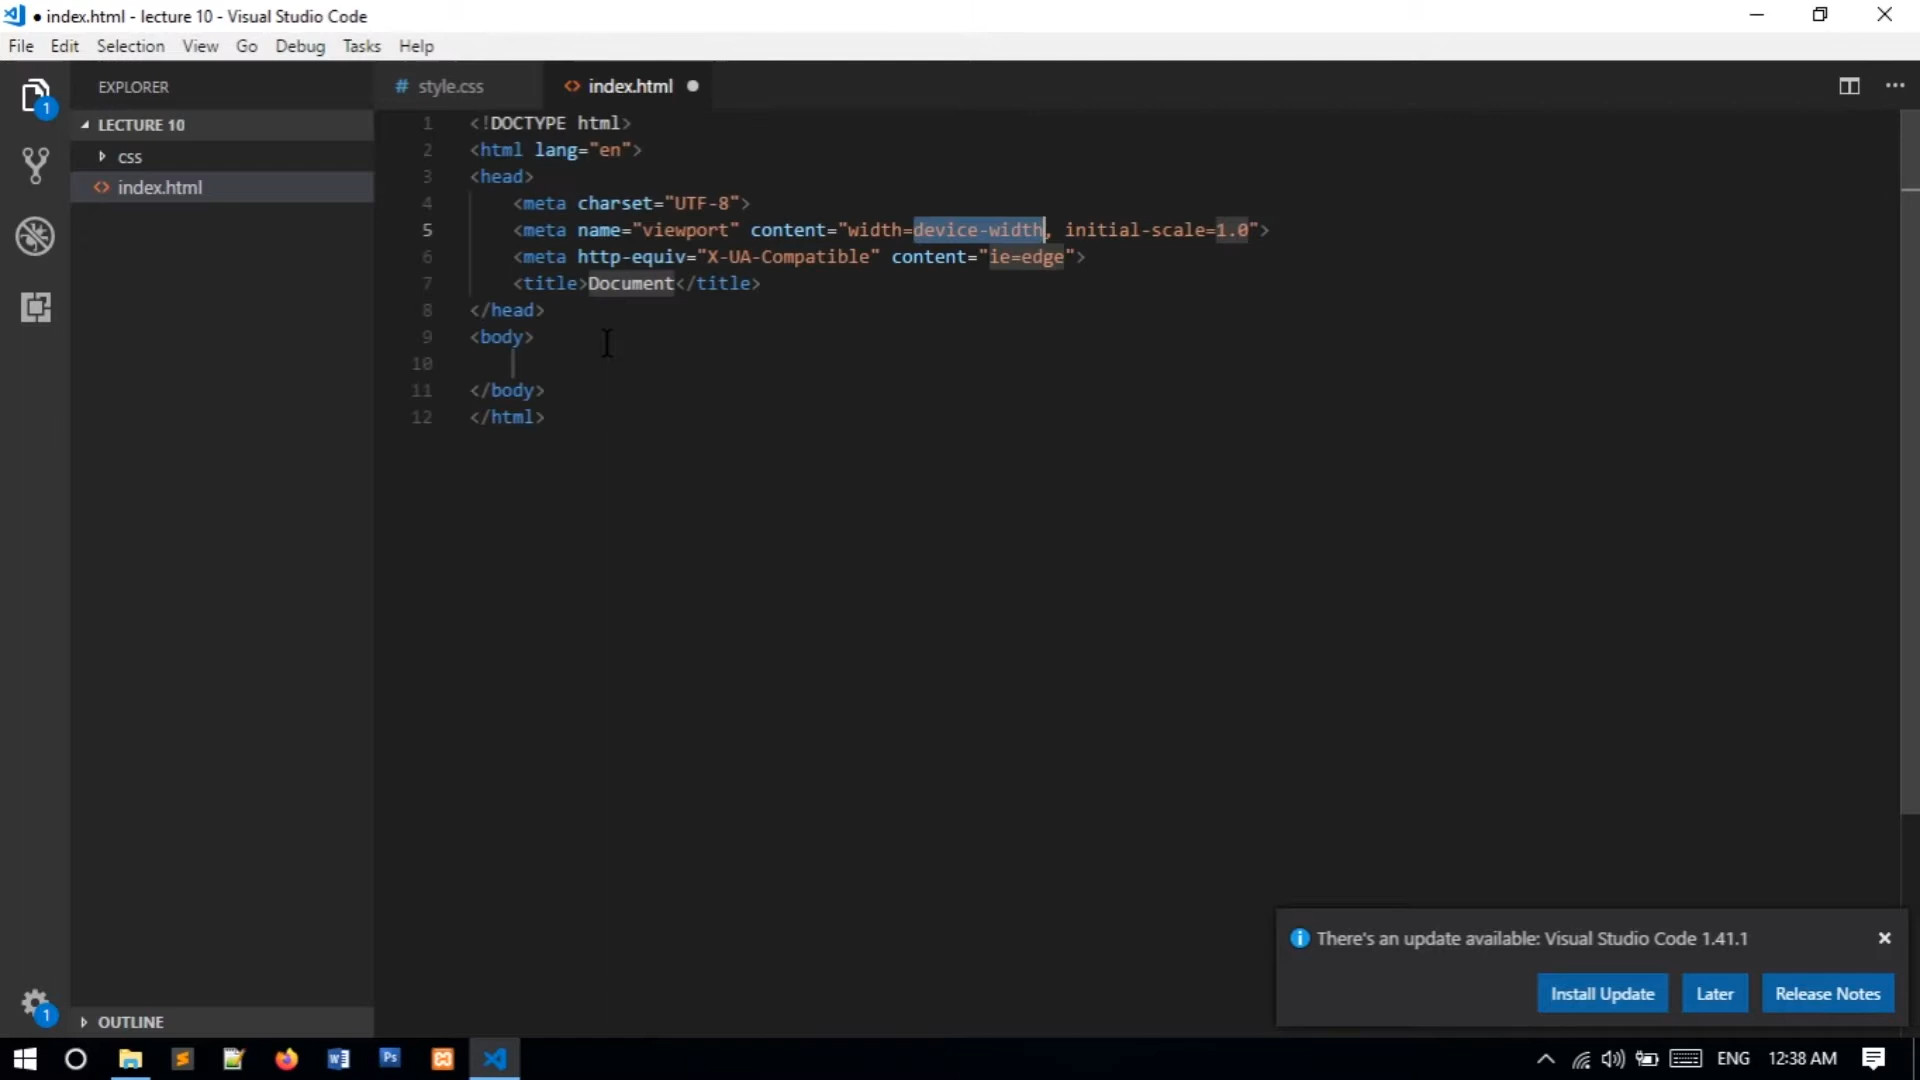 ● index.html - lecture 10 - Visual Studio Code
File Edit Selection View Go Debug Tasks Help
1
EXPLORER
LECTURE 10
css
<> index.html
# style.css
<> index.html ●
1 <!DOCTYPE html>
2 <html lang="en">
3 <head>
4 <meta charset="UTF-8">
5 <meta name="viewport" content="width=device-width, initial-scale=1.0">
6 <meta http-equiv="X-UA-Compatible" content="ie=edge">
7 <title>Document</title>
8 </head>
9 <body>
10
11 </body>
12 </html>
There's an update available: Visual Studio Code 1.41.1
Install Update Later Release Notes
1
OUTLINE
Ps
ENG 12:38 AM